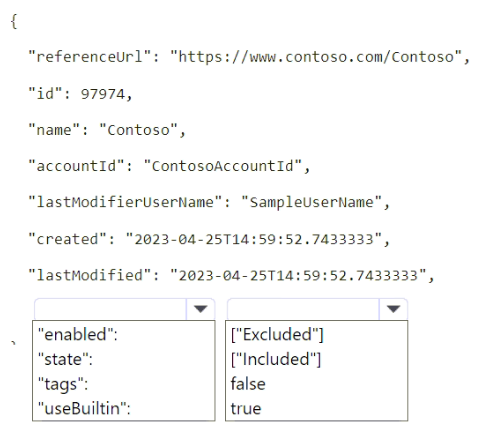 {
"referenceUrl": "https://www.contoso.com/Contoso",
"id": 97974,
"name": "Contoso",
"accountId": "ContosoAccountId",
"lastModifierUserName": "SampleUserName",
"created": "2023-04-25T14:59:52.7433333",
"lastModified": "2023-04-25T14:59:52.7433333",
"enabled": ["Excluded"]
"state": ["Included"]
"tags": false
"useBuiltin": true